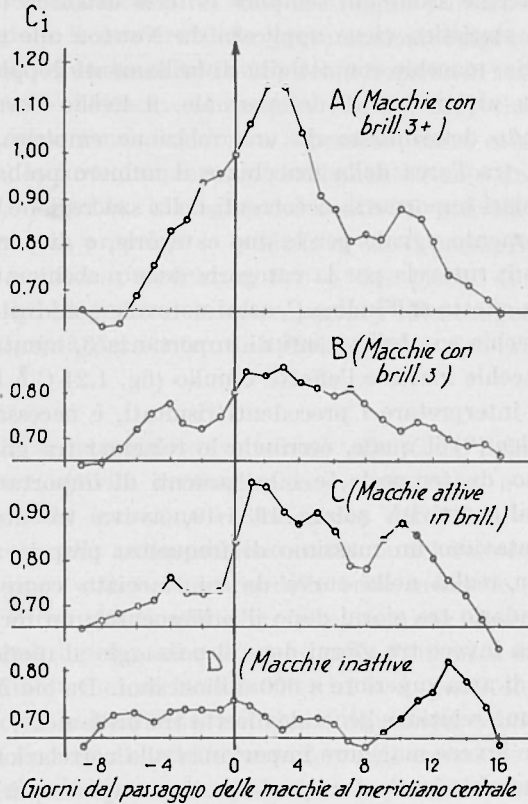 C1
1.20
1.10
1,00
0,90
0.80
0.70
A (Macchie con
brill. 3+)
B (Macchie con
brill. 3)
0.80
0.70
C (Macchie attive
in brill.)
0,90
0,80
0,70
D (Macchie inattive
0.80
0.70
-8 -4 0 4 8 12 16
Giorni dal passaggio delle macchie al meridiano centrale